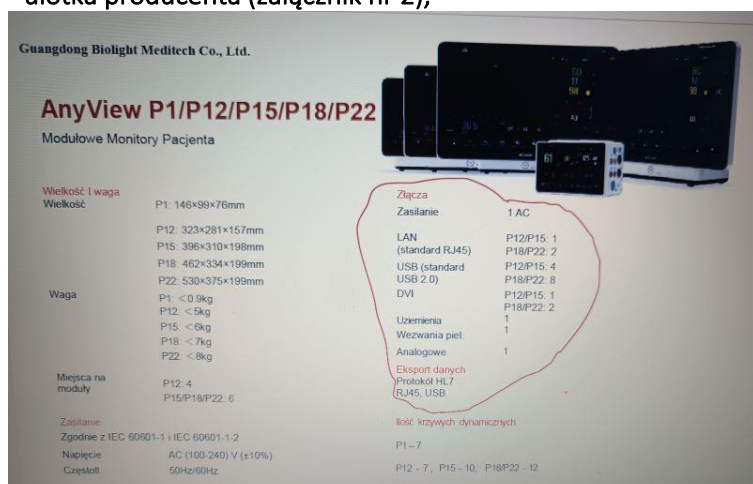 ulotka producenta (załącznik nr 2);
Guangdong Biolight Meditech Co., Ltd.
AnyView P1/P12/P15/P18/P22
Modułowe Monitory Pacjenta
Wielkość I waga
Wielkość P1: 146×99×76mm
P12: 323×281×157mm
P15: 396×310×198mm
P18: 462×334×199mm
P22: 530×375×199mm
Waga P1: <0.9kg
P12: <5kg
P15: <6kg
P18: <7kg
P22: <8kg
Miejsca na moduły P12: 4
P15/P18/P22: 6
Zasilanie
Zgodnie z IEC 60601-1 i IEC 60601-1-2
Napięcie AC (100-240) V (±10%)
Częstotl. 50Hz/60Hz
Złącza
Zasilanie 1 AC
LAN P12/P15: 1
(standard RJ45) P18/P22: 2
USB (standard P12/P15: 4
USB 2.0) P18/P22: 8
DVI P12/P15: 1
P18/P22: 2
Uziemienia 1
Wezwania piel. 1
Analogowe 1
Eksport danych
Protokół HL7
RJ45, USB
Ilość krzywych dynamicznych
P1 – 7
P12 - 7, P15 – 10, P18/P22 - 12